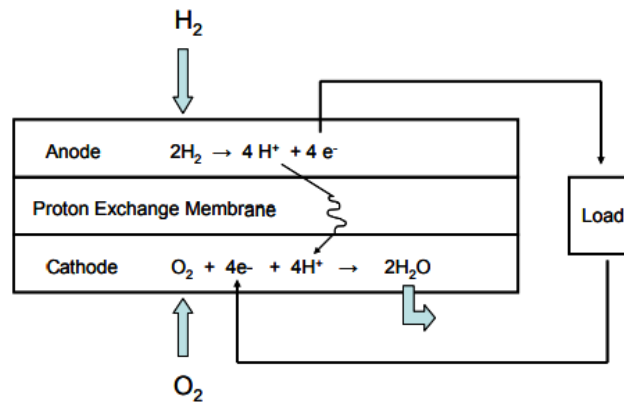 H₂
Anode 2H₂ → 4 H⁺ + 4 e⁻
Proton Exchange Membrane
Load
Cathode O₂ + 4e- + 4H⁺ → 2H₂O
O₂